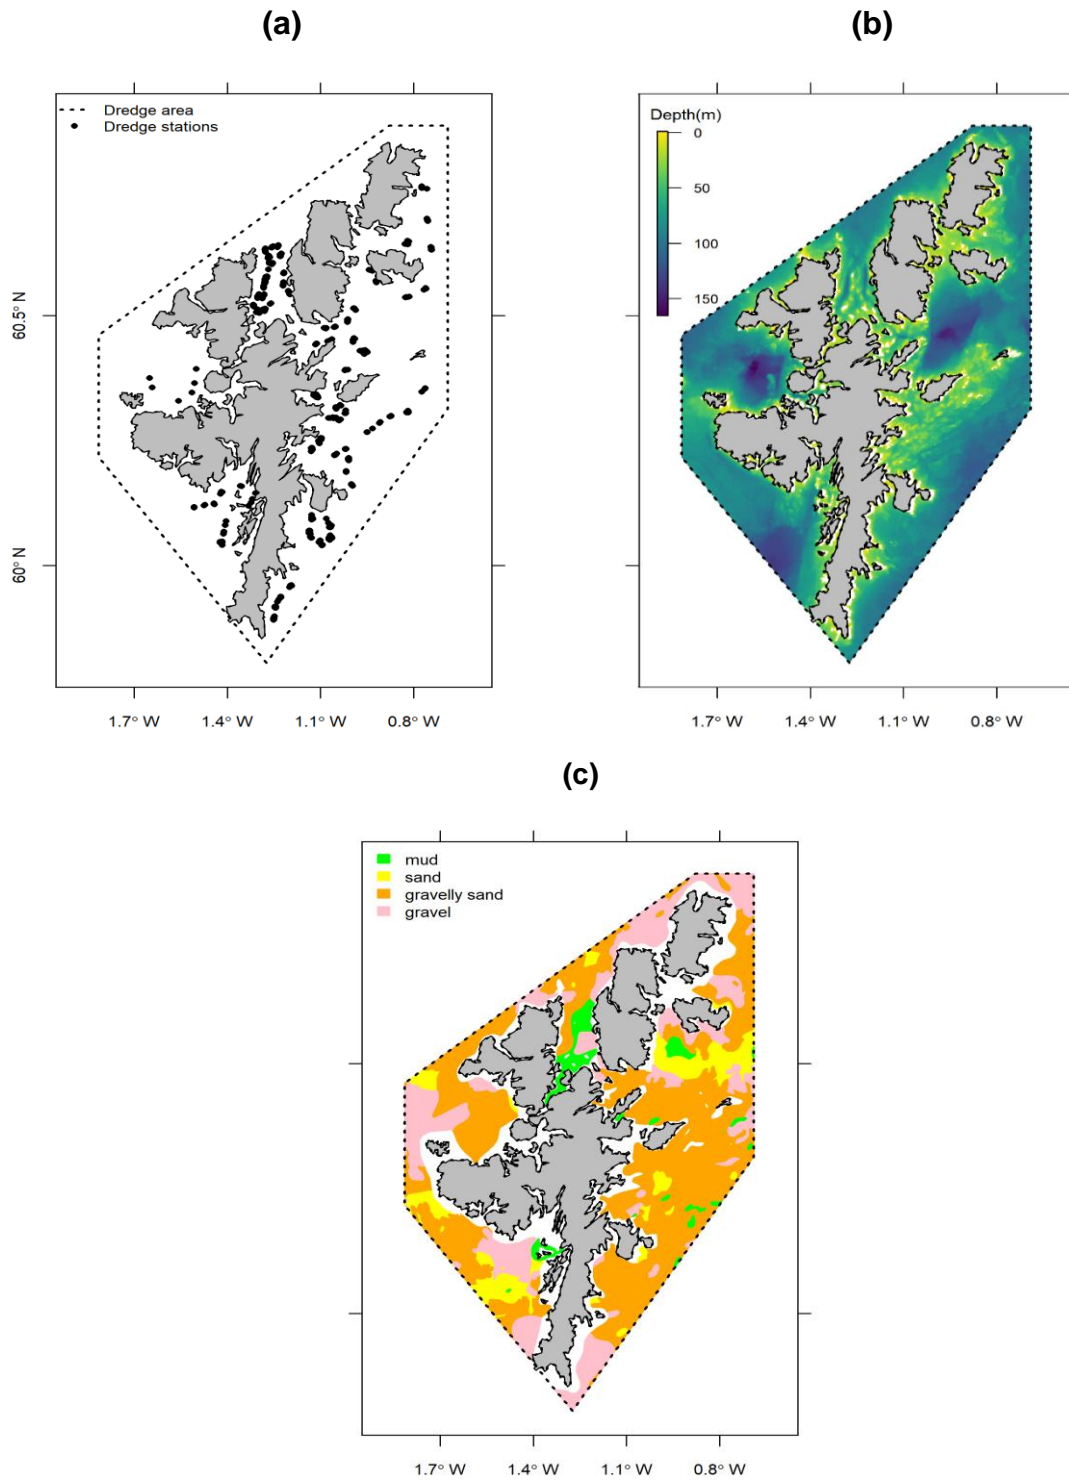 (a)
(b)
Dredge area
Dredge stations
60.5° N
60° N
1.7° W 1.4° W 1.1° W 0.8° W
Depth(m)
0
50
100
150
1.7° W 1.4° W 1.1° W 0.8° W
(c)
mud
sand
gravelly sand
gravel
1.7° W 1.4° W 1.1° W 0.8° W